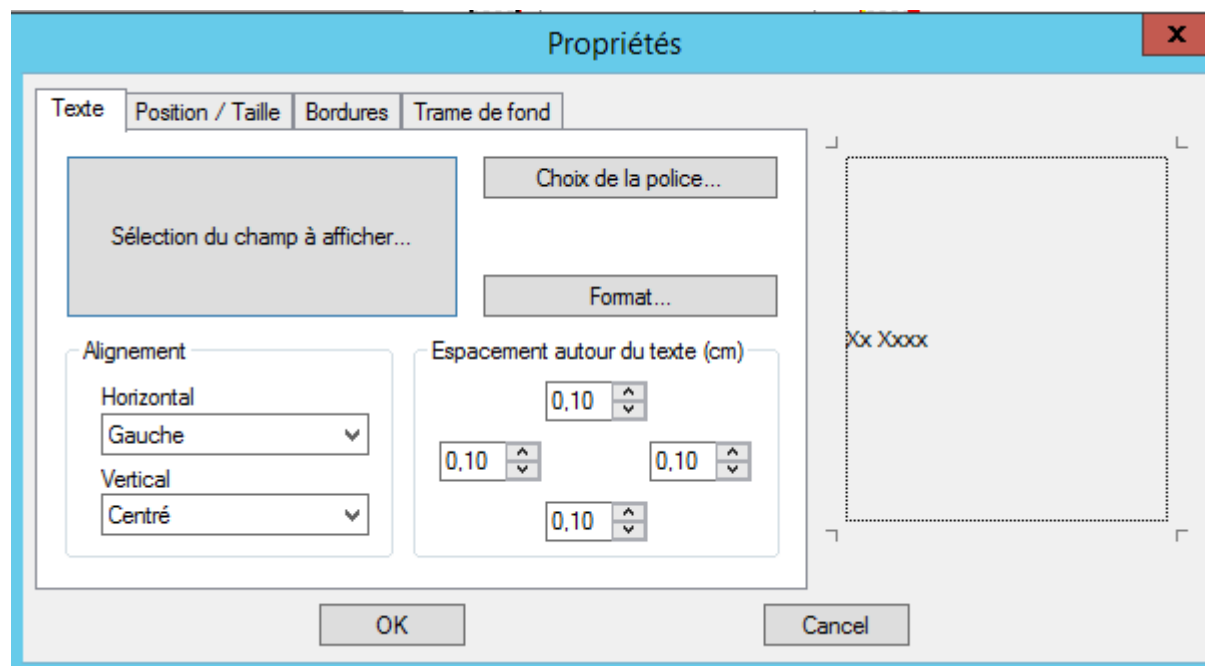 Propriétés
x
Texte
Position / Taille
Bordures
Trame de fond
Sélection du champ à afficher...
Choix de la police...
Format...
Alignement
Horizontal
Gauche
Vertical
Centré
Espacement autour du texte (cm)
0,10
0,10
0,10
0,10
Xx Xxxx
OK
Cancel